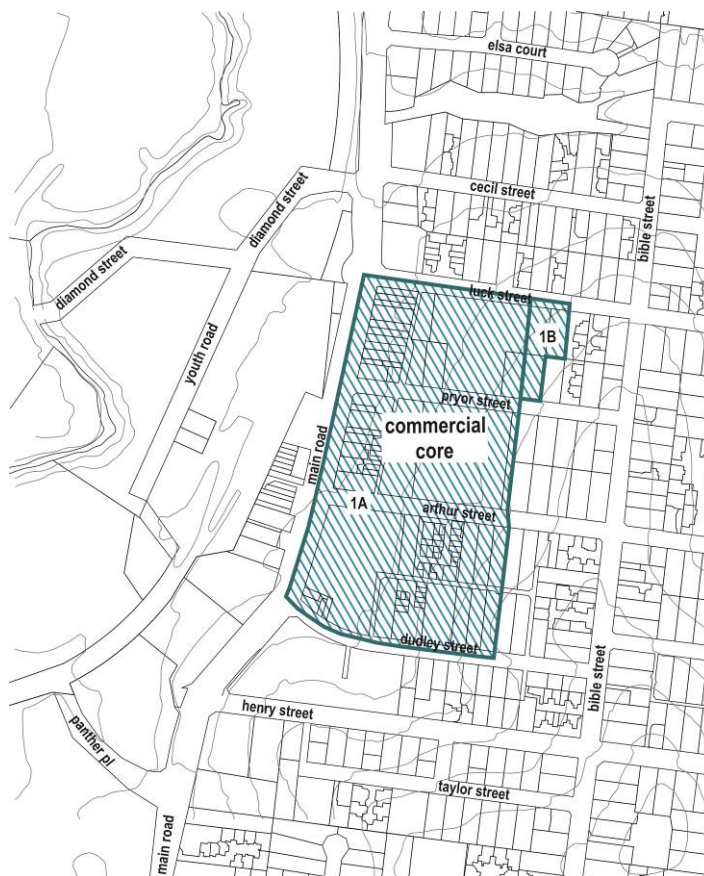 elsa court
cecil street
bible street
diamond street
diamond street
luck street
1B
youth road
pryor street
commercial
core
main road
1A
arthur street
dudley street
bible street
henry street
panther pl
taylor street
main road